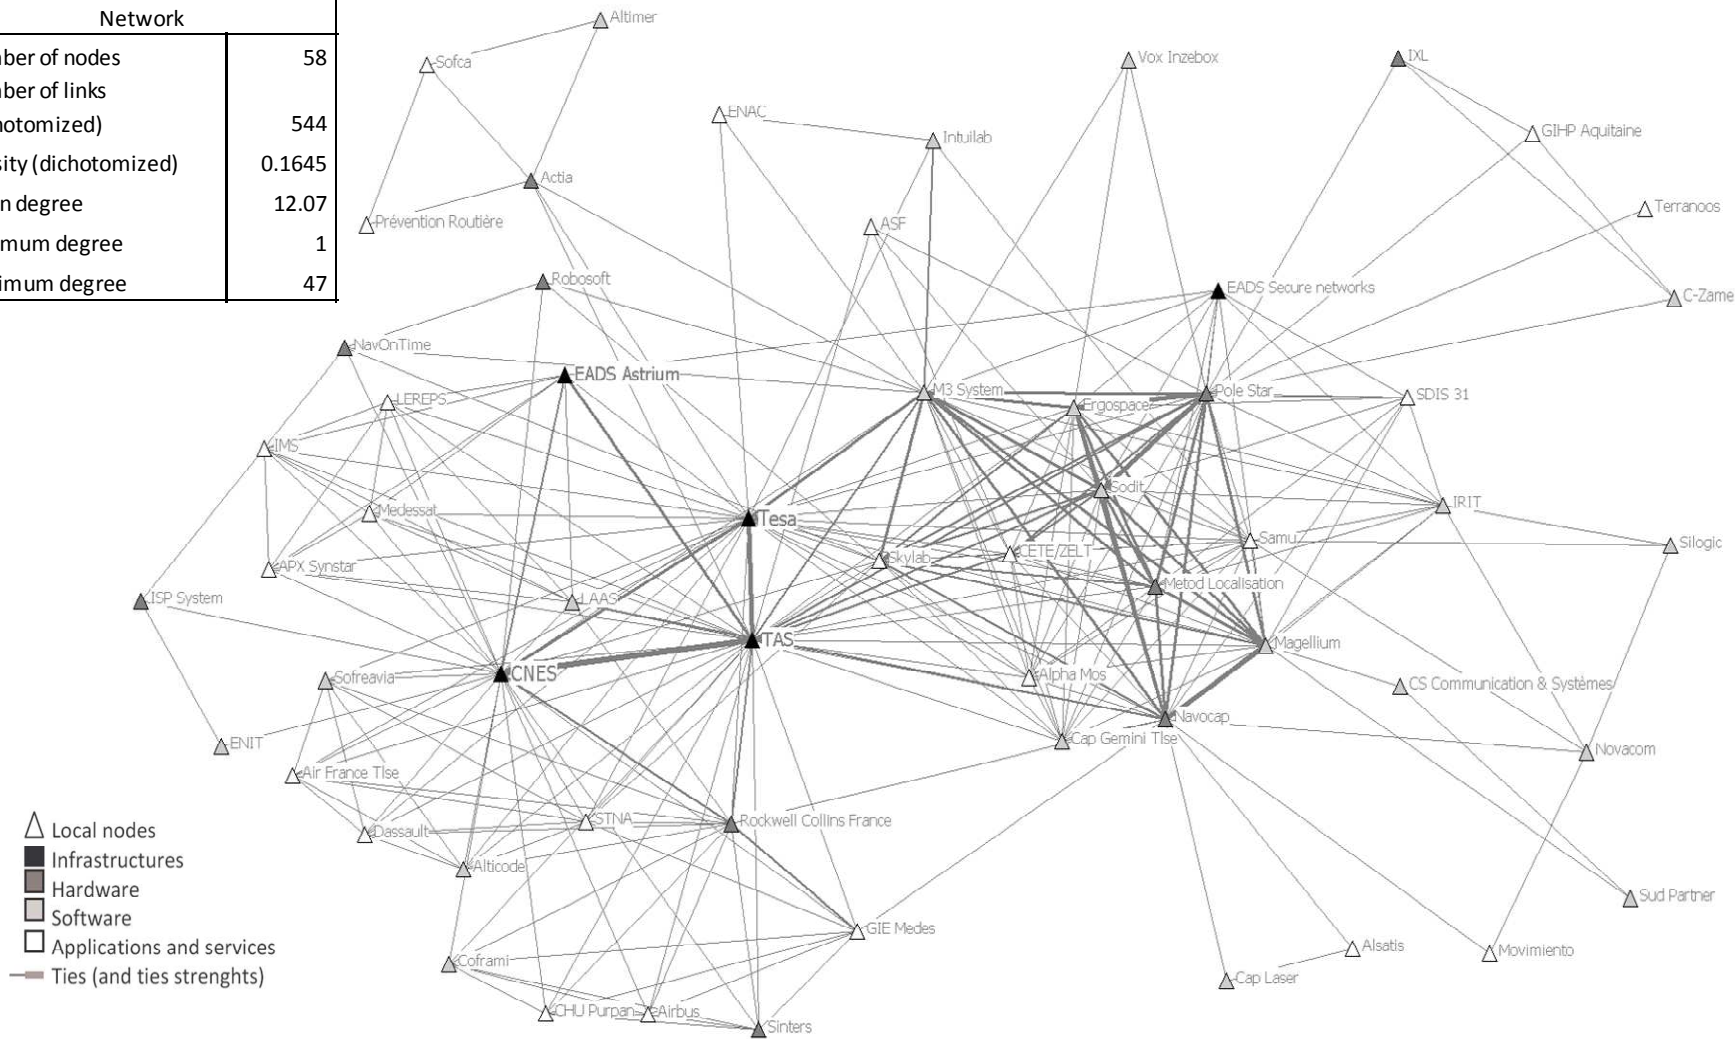 Network
ber of nodes 58
ber of links
otomized) 544
sity (dichotomized) 0.1645
n degree 12.07
mum degree 1
imum degree 47
Altimer
Sofca
Vox Inzebox
IXL
ENAC
Intuilab
GIHP Aquitaine
Actia
Terranoos
Prévention Routière
ASF
Robosoft
EADS Secure networks
C-Zame
NavOnTime
EADS Astrium
M3 System
Pole Star
SDIS 31
LEREPS
Ergospace
IMS
Sodit
Medessat
Tesa
IRIT
Samu
Silogic
APX Synstar
Skylab
CETE/ZELT
Metod Localisation
ISP System
LAAS
TAS
Magellium
CNES
Sofreavia
Alpha Mos
CS Communication & Systèmes
Navocap
ENIT
Cap Gemini Tlse
Novacom
Air France Tlse
STNA
Rockwell Collins France
Dassault
Alticode
Sud Partner
GIE Medes
Alsatis
Movimiento
Coframi
Cap Laser
CHU Purpan
Airbus
Sinters
Local nodes
Infrastructures
Hardware
Software
Applications and services
Ties (and ties strenghts)